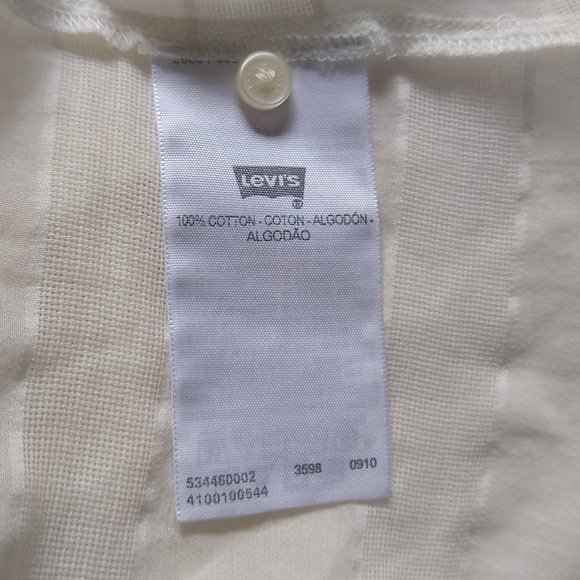 Levi's
®
100% COTTON - COTON - ALGODÓN -
ALGODÃO
534460002 3598 0910
4100100544